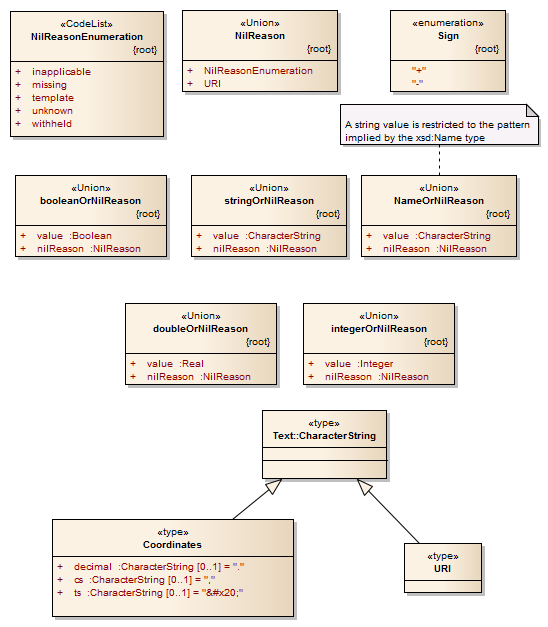 «CodeList»
NilReasonEnumeration
{root}
+ inapplicable
+ missing
+ template
+ unknown
+ withheld
«Union»
NilReason
{root}
+ NilReasonEnumeration
+ URI
«enumeration»
Sign
{root}
"+"
"-"
A string value is restricted to the pattern
implied by the xsd:Name type
«Union»
booleanOrNilReason
{root}
+ value :Boolean
+ nilReason :NilReason
«Union»
stringOrNilReason
{root}
+ value :CharacterString
+ nilReason :NilReason
«Union»
NameOrNilReason
{root}
+ value :CharacterString
+ nilReason :NilReason
«Union»
doubleOrNilReason
{root}
+ value :Real
+ nilReason :NilReason
«Union»
integerOrNilReason
{root}
+ value :Integer
+ nilReason :NilReason
«type»
Text::CharacterString
«type»
Coordinates
+ decimal :CharacterString [0..1] = "."
+ cs :CharacterString [0..1] = ","
+ ts :CharacterString [0..1] = "&#x20;"
«type»
URI